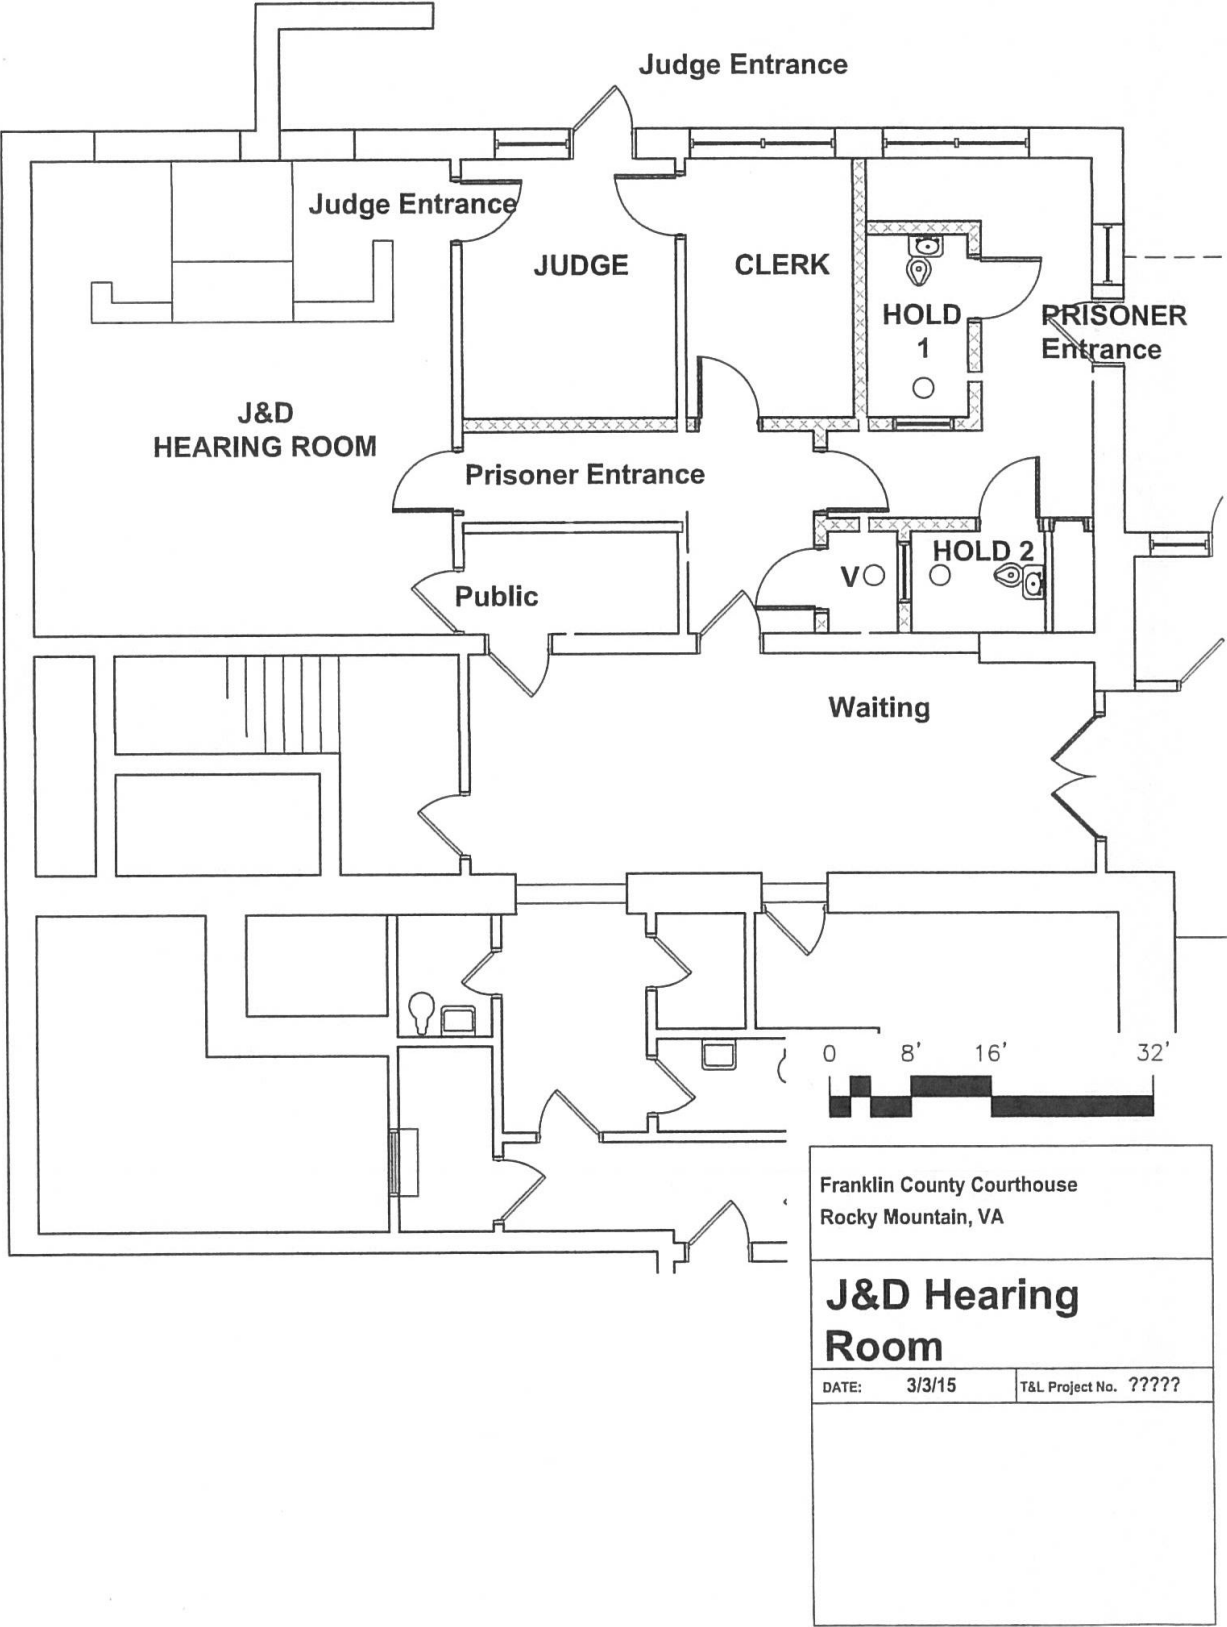 Judge Entrance
Judge Entrance
JUDGE
CLERK
HOLD
1
PRISONER
Entrance
J&D
HEARING ROOM
Prisoner Entrance
Public
V
HOLD 2
Waiting
0 8' 16' 32'
Franklin County Courthouse
Rocky Mountain, VA
J&D Hearing
Room
DATE: 3/3/15 T&L Project No. ?????